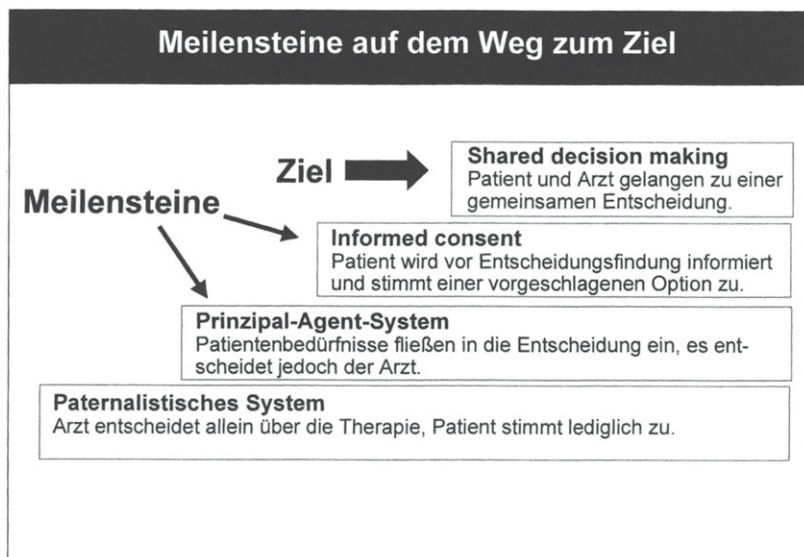 Meilensteine auf dem Weg zum Ziel
Ziel
Shared decision making
Patient und Arzt gelangen zu einer
gemeinsamen Entscheidung.
Meilensteine
Informed consent
Patient wird vor Entscheidungsfindung informiert
und stimmt einer vorgeschlagenen Option zu.
Prinzipal-Agent-System
Patientenbedürfnisse fließen in die Entscheidung ein, es ent-
scheidet jedoch der Arzt.
Paternalistisches System
Arzt entscheidet allein über die Therapie, Patient stimmt lediglich zu.